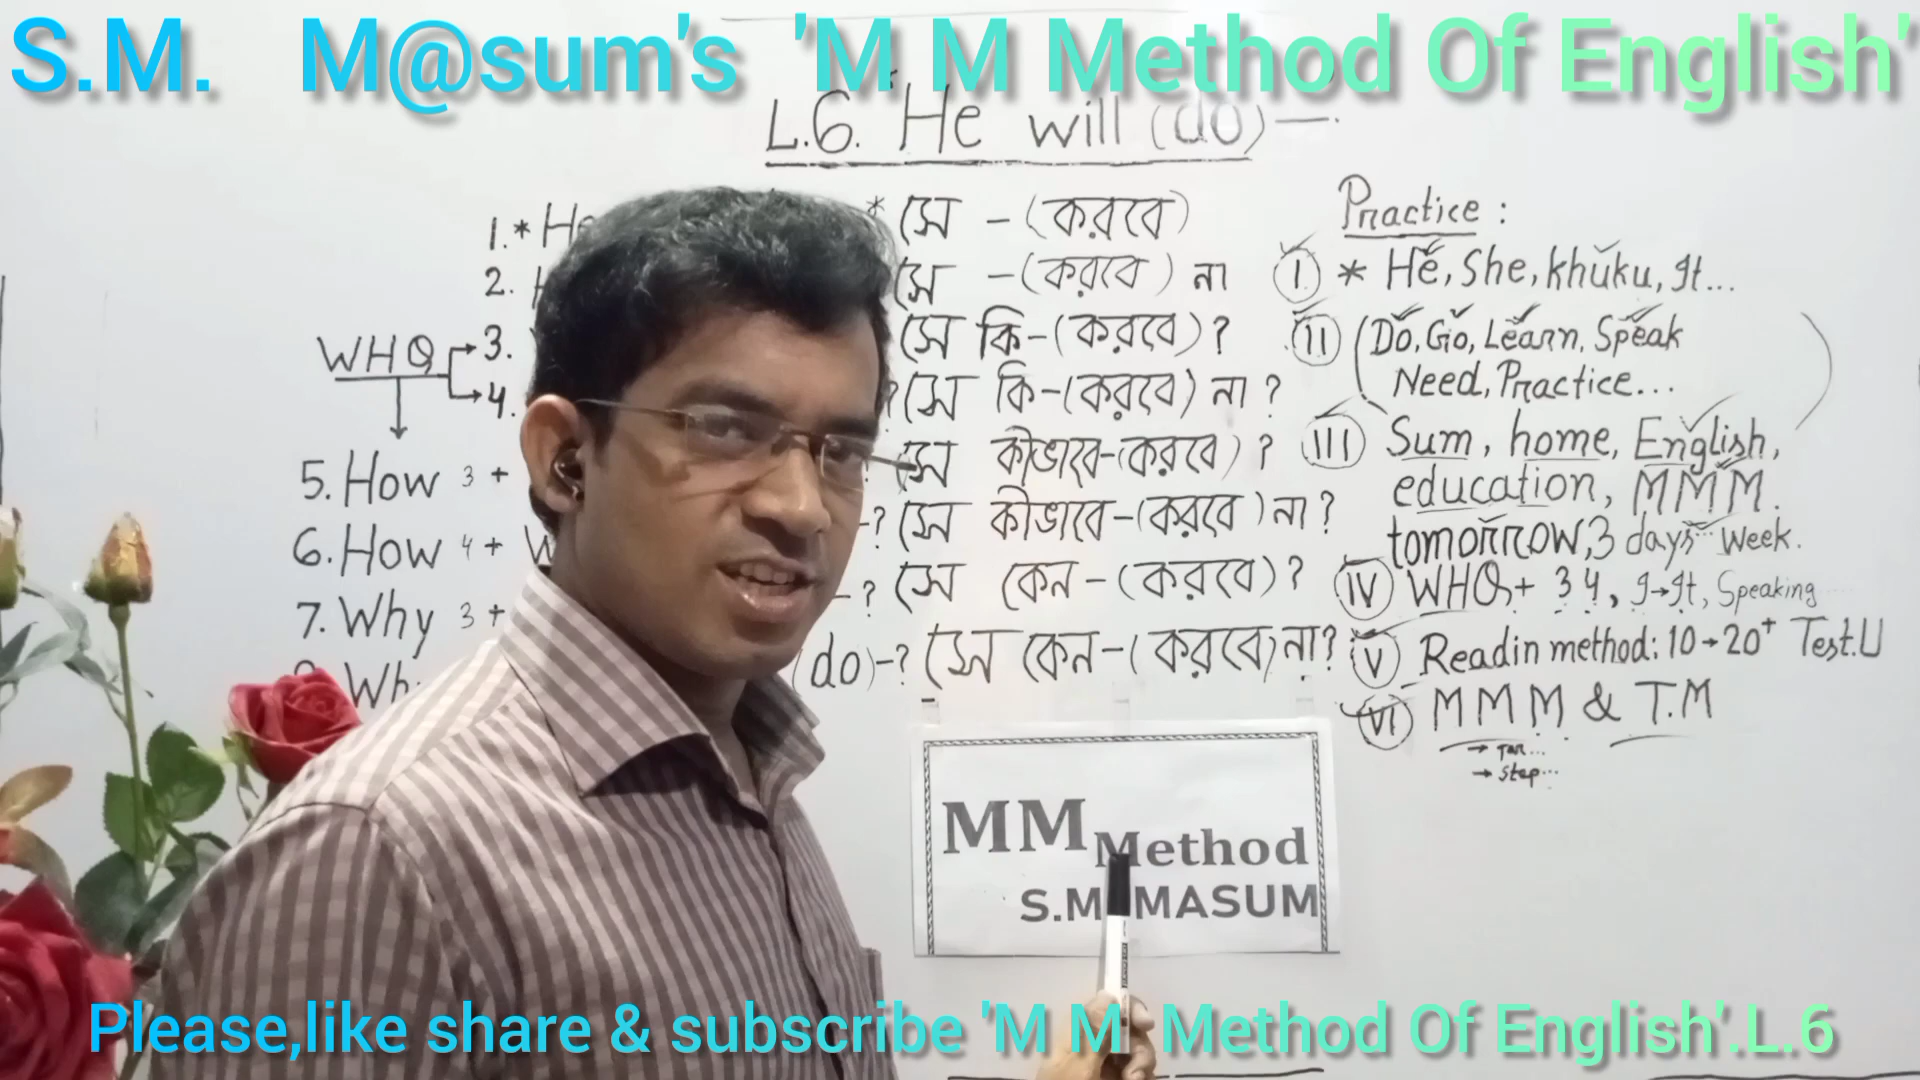 S.M. M@sum's 'M M Method Of English'
L.6. "He will (do)—.
1.* He * সে - (করবে)
2. H সে -(করবে) না
WHQ 3. সে কি-(করবে)?
4. ? সে কি-(করবে) না?
5. How 3 + সে কীভাবে-(করবে)?
6. How 4 + W -? সে কীভাবে-(করবে)না?
7. Why 3 + -? সে কেন-(করবে)?
Wh (do)-? সে কেন-(করবে)না?
Practice:
I * He, She, Khuku, It...
II (Do, Go, Learn, Speak
Need, Practice...)
III Sum, home, English,
education, MMM.
tomorrow, 3 days week.
IV WHQ+ 3 4, I→It, Speaking
V Readin method: 10→20+ Test.U
VI MMM & T.M
→ step...
MM Method
S.M MASUM
Please,like share & subscribe 'M M Method Of English'.L.6